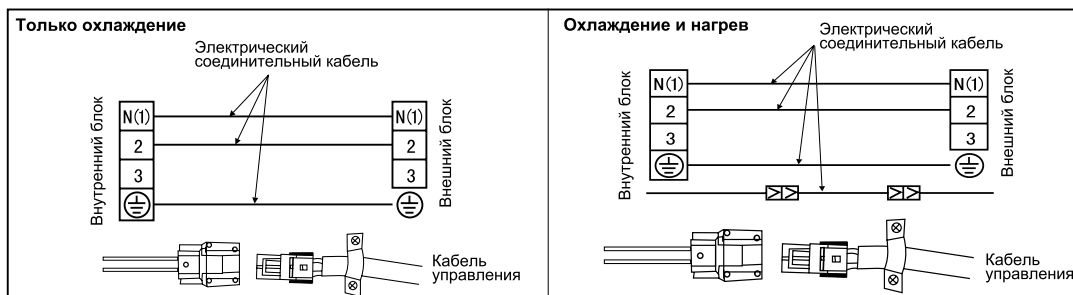 Только охлаждение
Электрический
соединительный кабель
Внутренний блок
N(1)
2
3
N(1)
2
3
Внешний блок
Кабель
управления
Охлаждение и нагрев
Электрический
соединительный кабель
Внутренний блок
N(1)
2
3
N(1)
2
3
Внешний блок
Кабель
управления